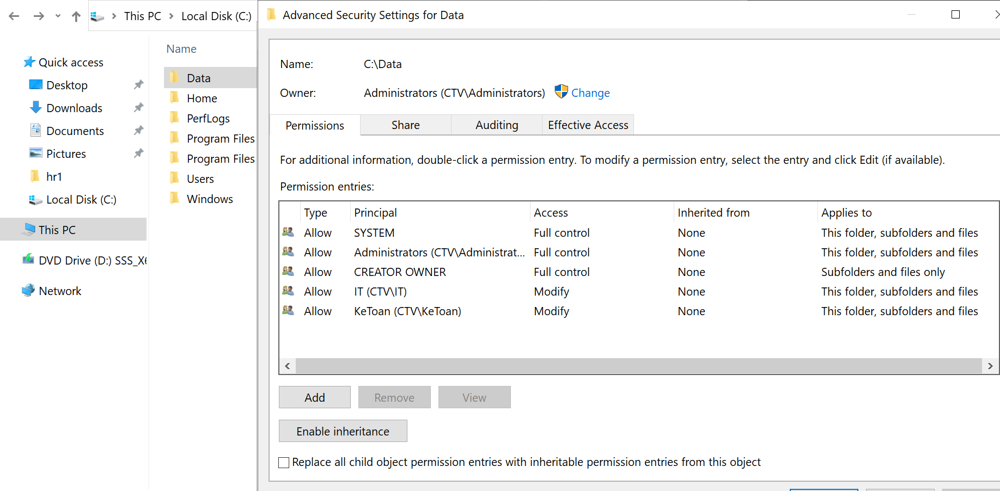 This PC
Local Disk (C:)
Quick access
Desktop
Downloads
Documents
Pictures
hr1
Local Disk (C:)
This PC
DVD Drive (D:) SSS_X6
Network
Name
Data
Home
PerfLogs
Program Files
Program Files
Users
Windows
Advanced Security Settings for Data
Name: C:\Data
Owner: Administrators (CTV\Administrators) Change
Permissions Share Auditing Effective Access
For additional information, double-click a permission entry. To modify a permission entry, select the entry and click Edit (if available).
Permission entries:
Type Principal Access Inherited from Applies to
Allow SYSTEM Full control None This folder, subfolders and files
Allow Administrators (CTV\Administrat... Full control None This folder, subfolders and files
Allow CREATOR OWNER Full control None Subfolders and files only
Allow IT (CTV\IT) Modify None This folder, subfolders and files
Allow KeToan (CTV\KeToan) Modify None This folder, subfolders and files
Add Remove View
Enable inheritance
Replace all child object permission entries with inheritable permission entries from this object